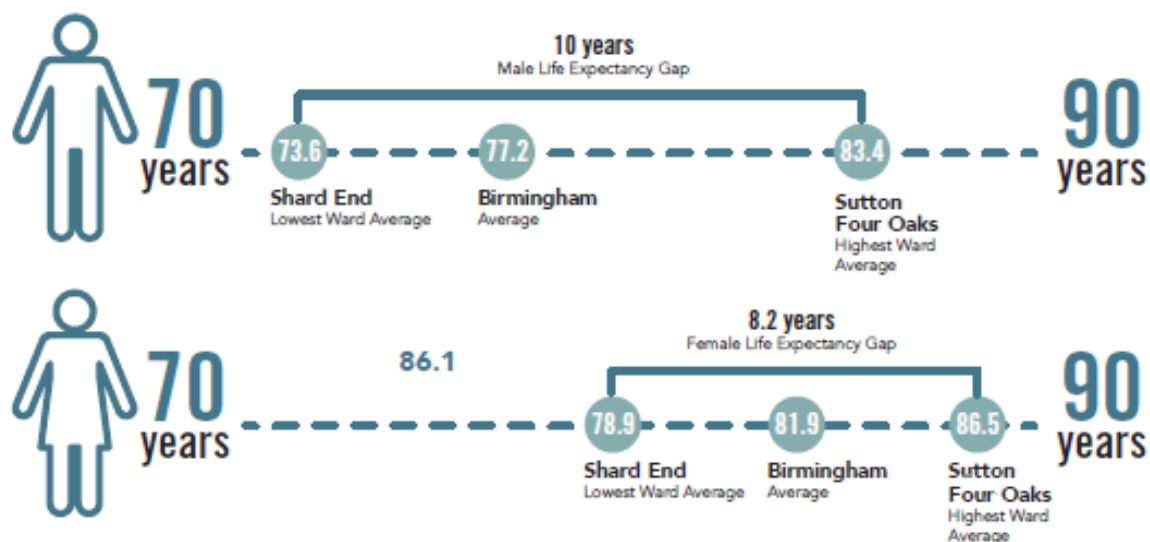 10 years
Male Life Expectancy Gap
70
years
73.6
77.2
83.4
90
years
Shard End
Lowest Ward Average
Birmingham
Average
Sutton
Four Oaks
Highest Ward
Average
8.2 years
Female Life Expectancy Gap
86.1
70
years
78.9
81.9
86.5
90
years
Shard End
Lowest Ward Average
Birmingham
Average
Sutton
Four Oaks
Highest Ward
Average